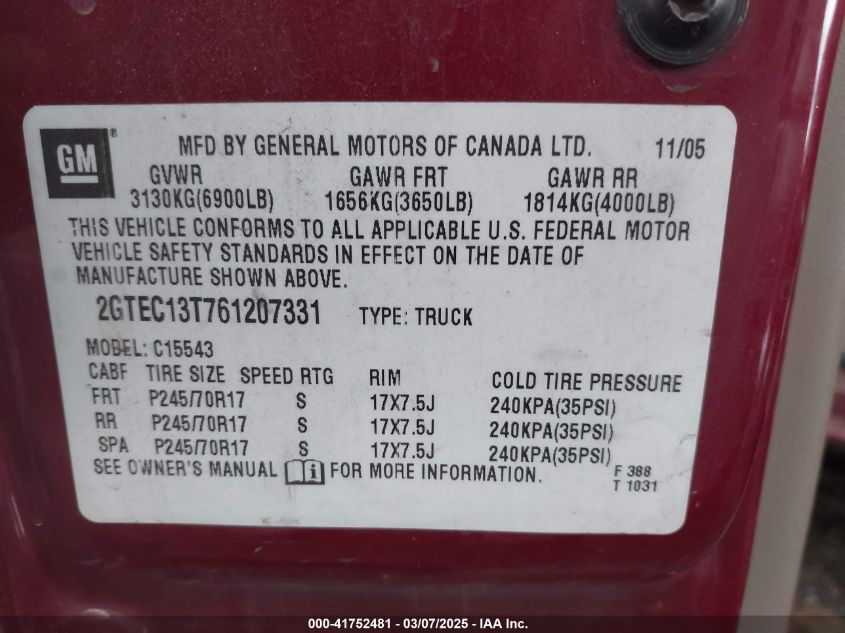 GM ®
MFD BY GENERAL MOTORS OF CANADA LTD. 11/05
GVWR GAWR FRT GAWR RR
3130KG(6900LB) 1656KG(3650LB) 1814KG(4000LB)
THIS VEHICLE CONFORMS TO ALL APPLICABLE U.S. FEDERAL MOTOR
VEHICLE SAFETY STANDARDS IN EFFECT ON THE DATE OF
MANUFACTURE SHOWN ABOVE.
2GTEC13T761207331 TYPE: TRUCK
MODEL: C15543
CABF TIRE SIZE SPEED RTG RIM COLD TIRE PRESSURE
FRT P245/70R17 S 17X7.5J 240KPA(35PSI)
RR P245/70R17 S 17X7.5J 240KPA(35PSI)
SPA P245/70R17 S 17X7.5J 240KPA(35PSI)
SEE OWNER'S MANUAL i FOR MORE INFORMATION.
F 388
T 1031
000-41752481 - 03/07/2025 - IAA Inc.